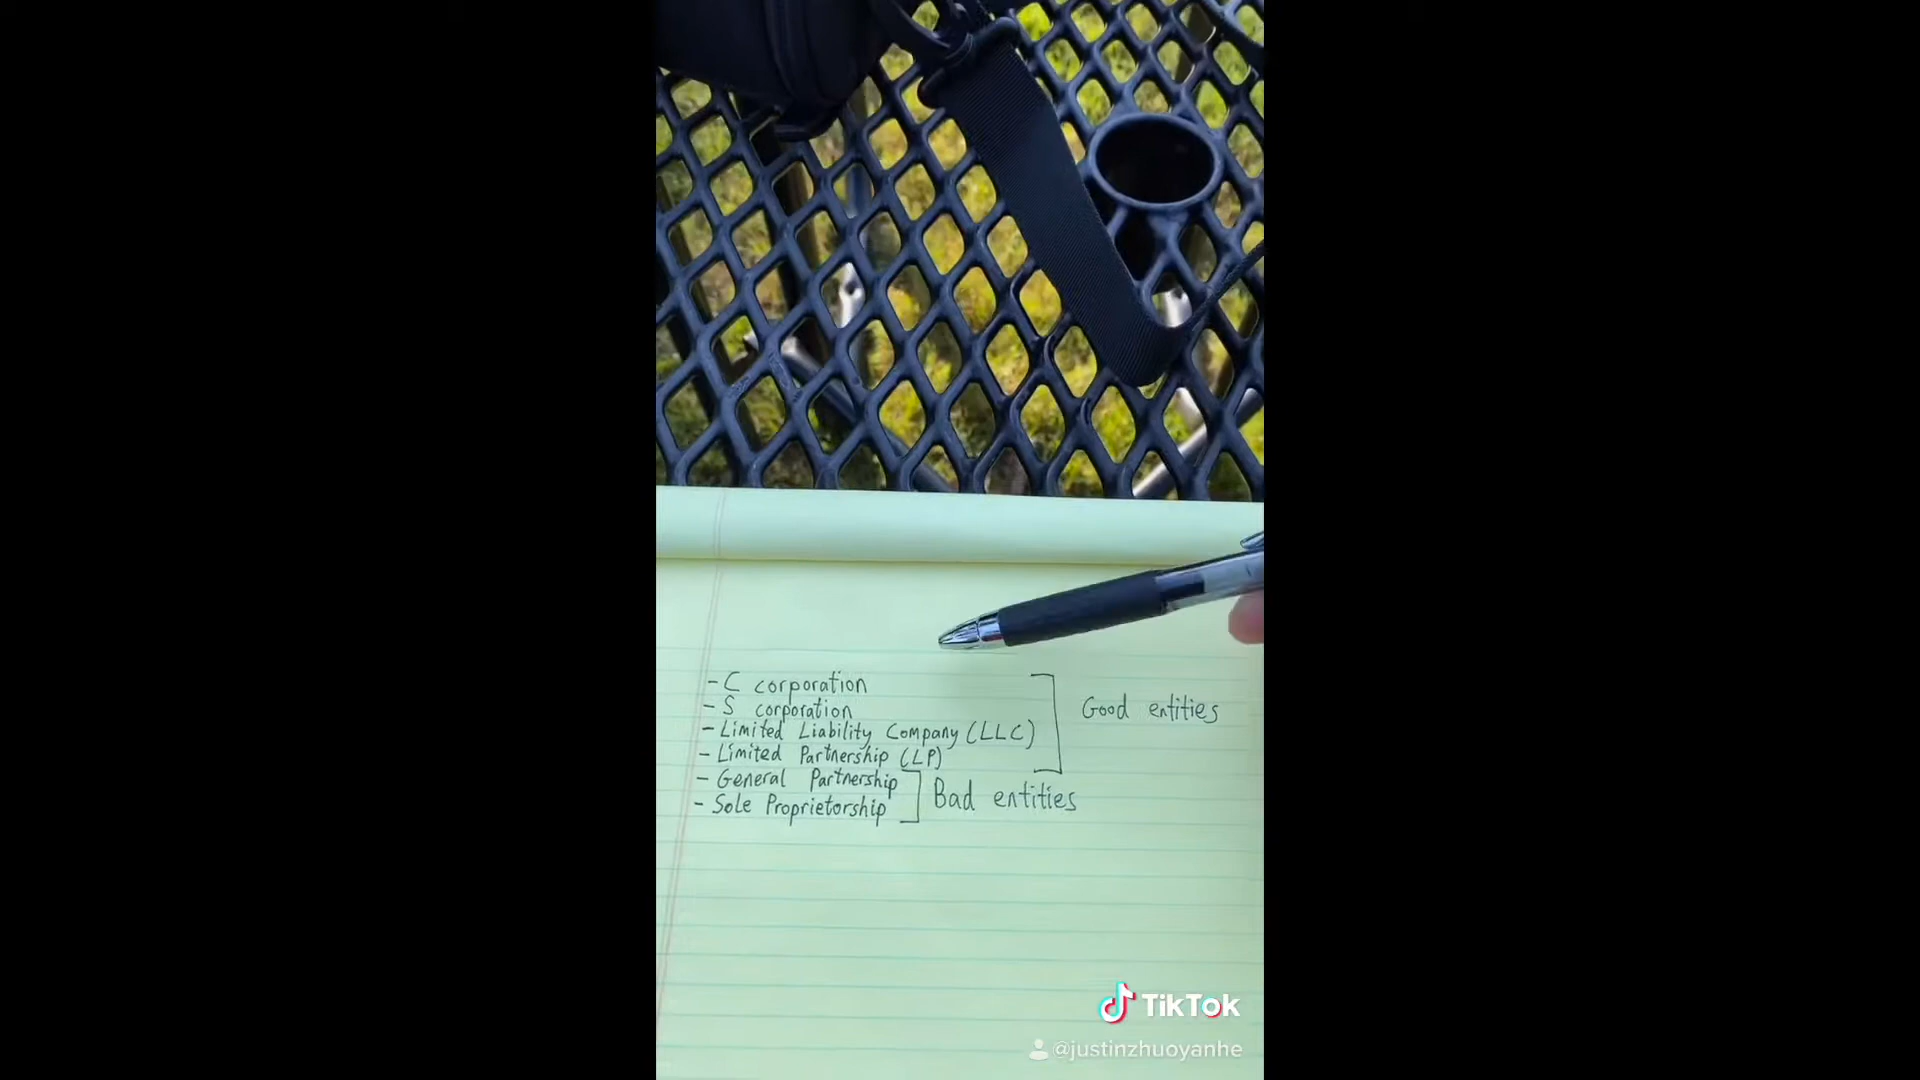 - C corporation
- S corporation
- Limited Liability Company (LLC)
- Limited Partnership (LP)
Good entities
- General Partnership
- Sole Proprietorship
Bad entities
TikTok
@justinzhuoyanhe